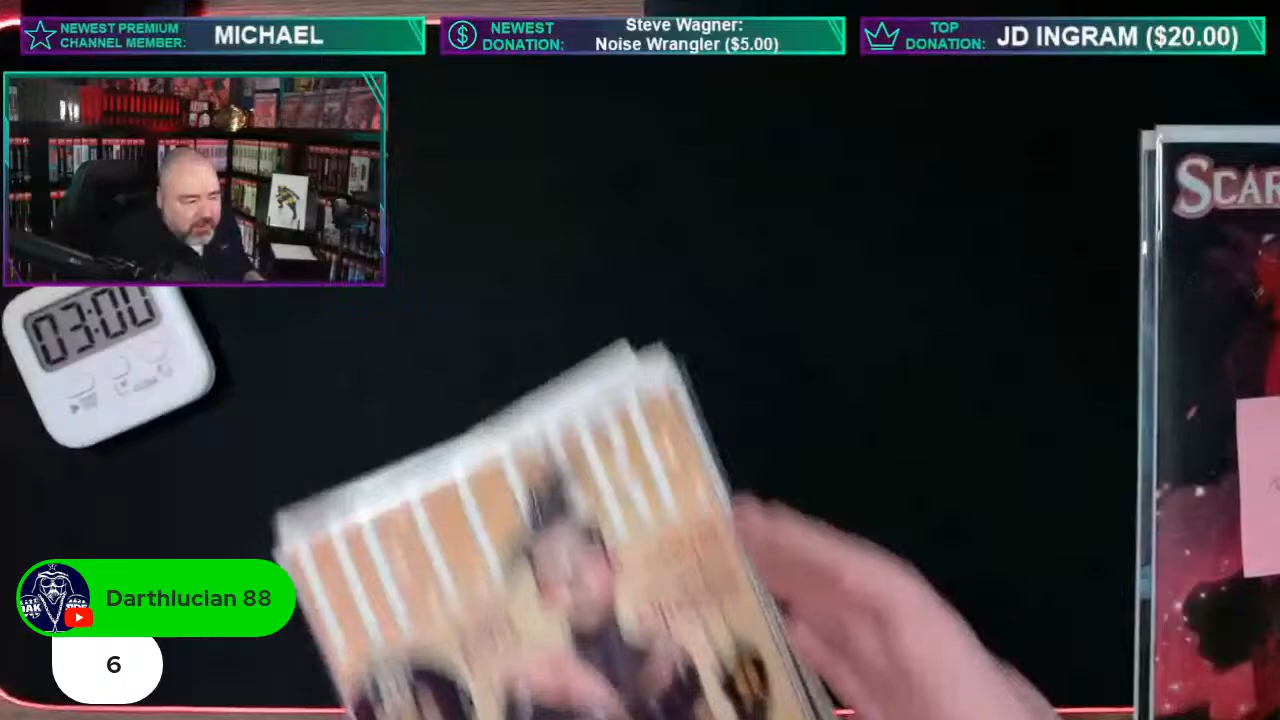 NEWEST PREMIUM
CHANNEL MEMBER:
MICHAEL
NEWEST
DONATION:
Steve Wagner:
Noise Wrangler ($5.00)
TOP
DONATION:
JD INGRAM ($20.00)
03:00
SCAR
Darthlucian 88
6